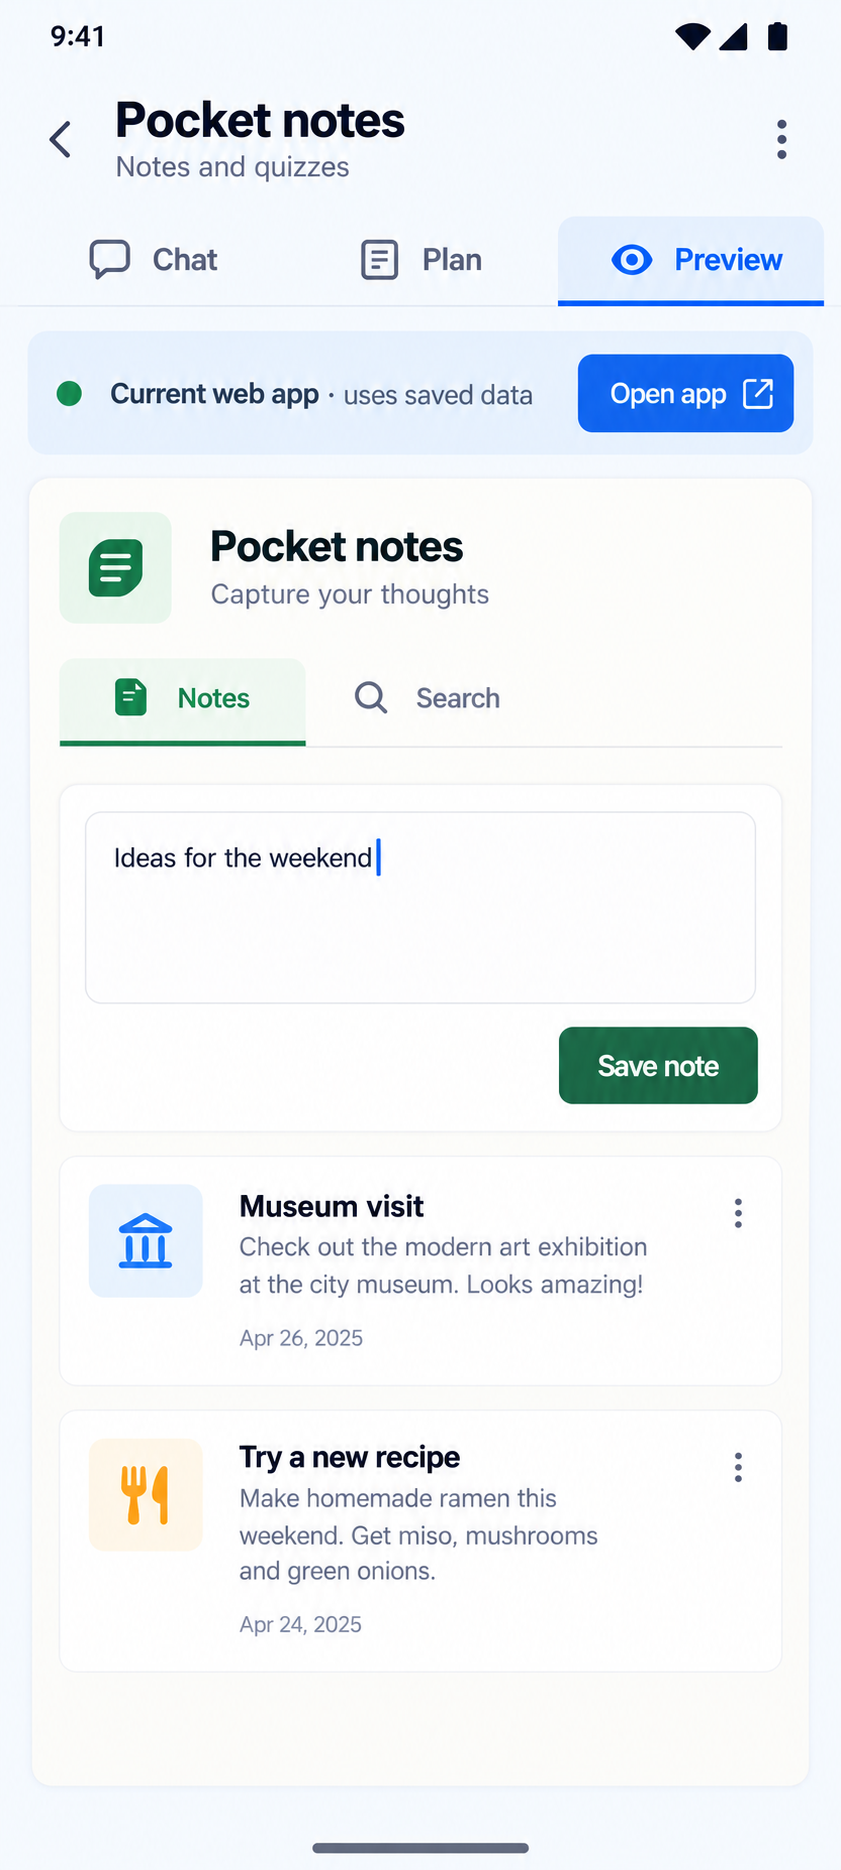 9:41
Pocket notes
Notes and quizzes
Chat
Plan
Preview
Current web app · uses saved data
Open app
Pocket notes
Capture your thoughts
Notes
Search
Ideas for the weekend
Save note
Museum visit
Check out the modern art exhibition
at the city museum. Looks amazing!
Apr 26, 2025
Try a new recipe
Make homemade ramen this
weekend. Get miso, mushrooms
and green onions.
Apr 24, 2025